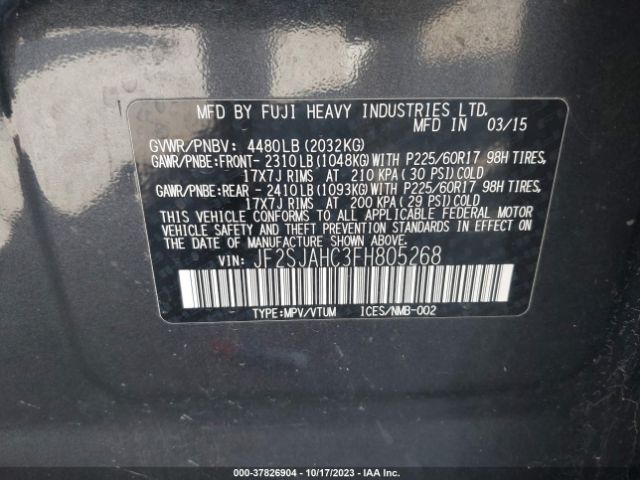 MFD BY FUJI HEAVY INDUSTRIES LTD.
MFD IN 03/15
GVWR/PNBV: 4480LB(2032KG)
GAWR/PNBE:FRONT- 2310LB(1048KG)WITH P225/60R17 98H TIRES,
17X7J RIMS AT 210 KPA(30 PSI)COLD
GAWR/PNBE:REAR - 2410LB(1093KG)WITH P225/60R17 98H TIRES,
17X7J RIMS AT 200 KPA(29 PSI)COLD
THIS VEHICLE CONFORMS TO ALL APPLICABLE FEDERAL MOTOR
VEHICLE SAFETY AND THEFT PREVENTION STANDARDS IN EFFECT
ON THE DATE OF MANUFACTURE SHOWN ABOVE.
VIN: JF2SJAHC3FH805268
TYPE:MPV/VTUM ICES/NMB-002
000-37826904 - 10/17/2023 - IAA Inc.